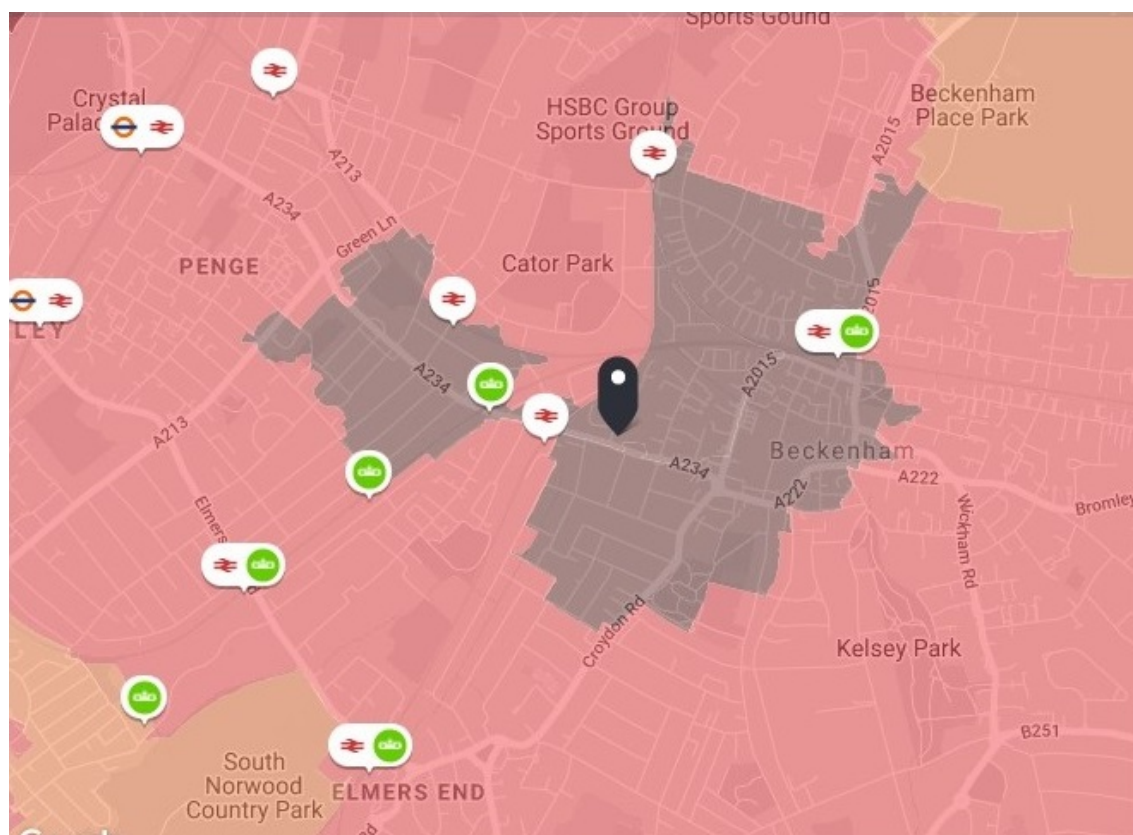 Sports Gound
Crystal
Palac
HSBC Group
Sports Ground
Beckenham
Place Park
A2015
A213
A234
Green Ln
PENGE
Cator Park
2015
LEY
A234
A2015
A213
A234
Beckenham
A222
A222
Bromley
Elmers
Wickham Rd
Croydon Rd
Kelsey Park
B251
South
Norwood
Country Park
ELMERS END